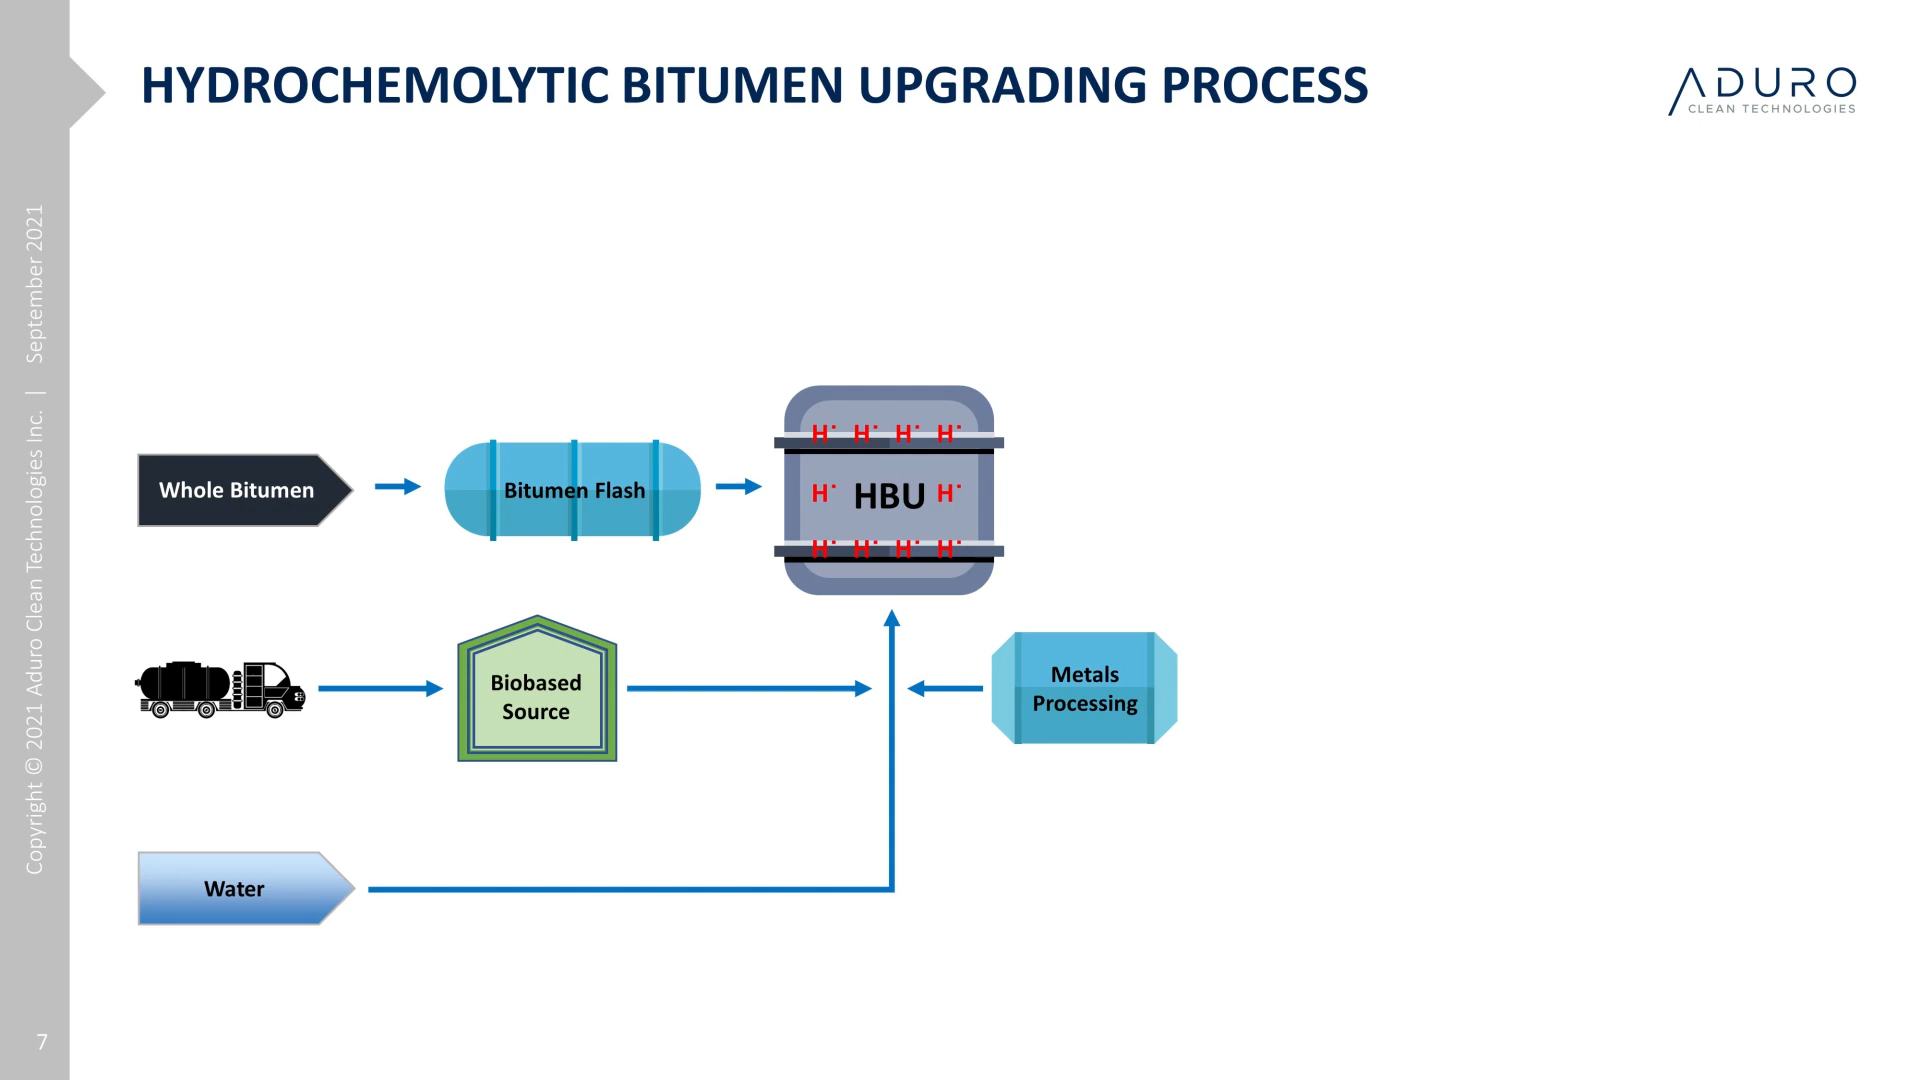 HYDROCHEMOLYTIC BITUMEN UPGRADING PROCESS
ADURO
CLEAN TECHNOLOGIES
Copyright © 2021 Aduro Clean Technologies Inc. | September 2021
H˙ H˙ H˙ H˙
Whole Bitumen
Bitumen Flash
H˙ HBU H˙
H˙ H˙ H˙ H˙
Biobased
Source
Metals
Processing
Water
7